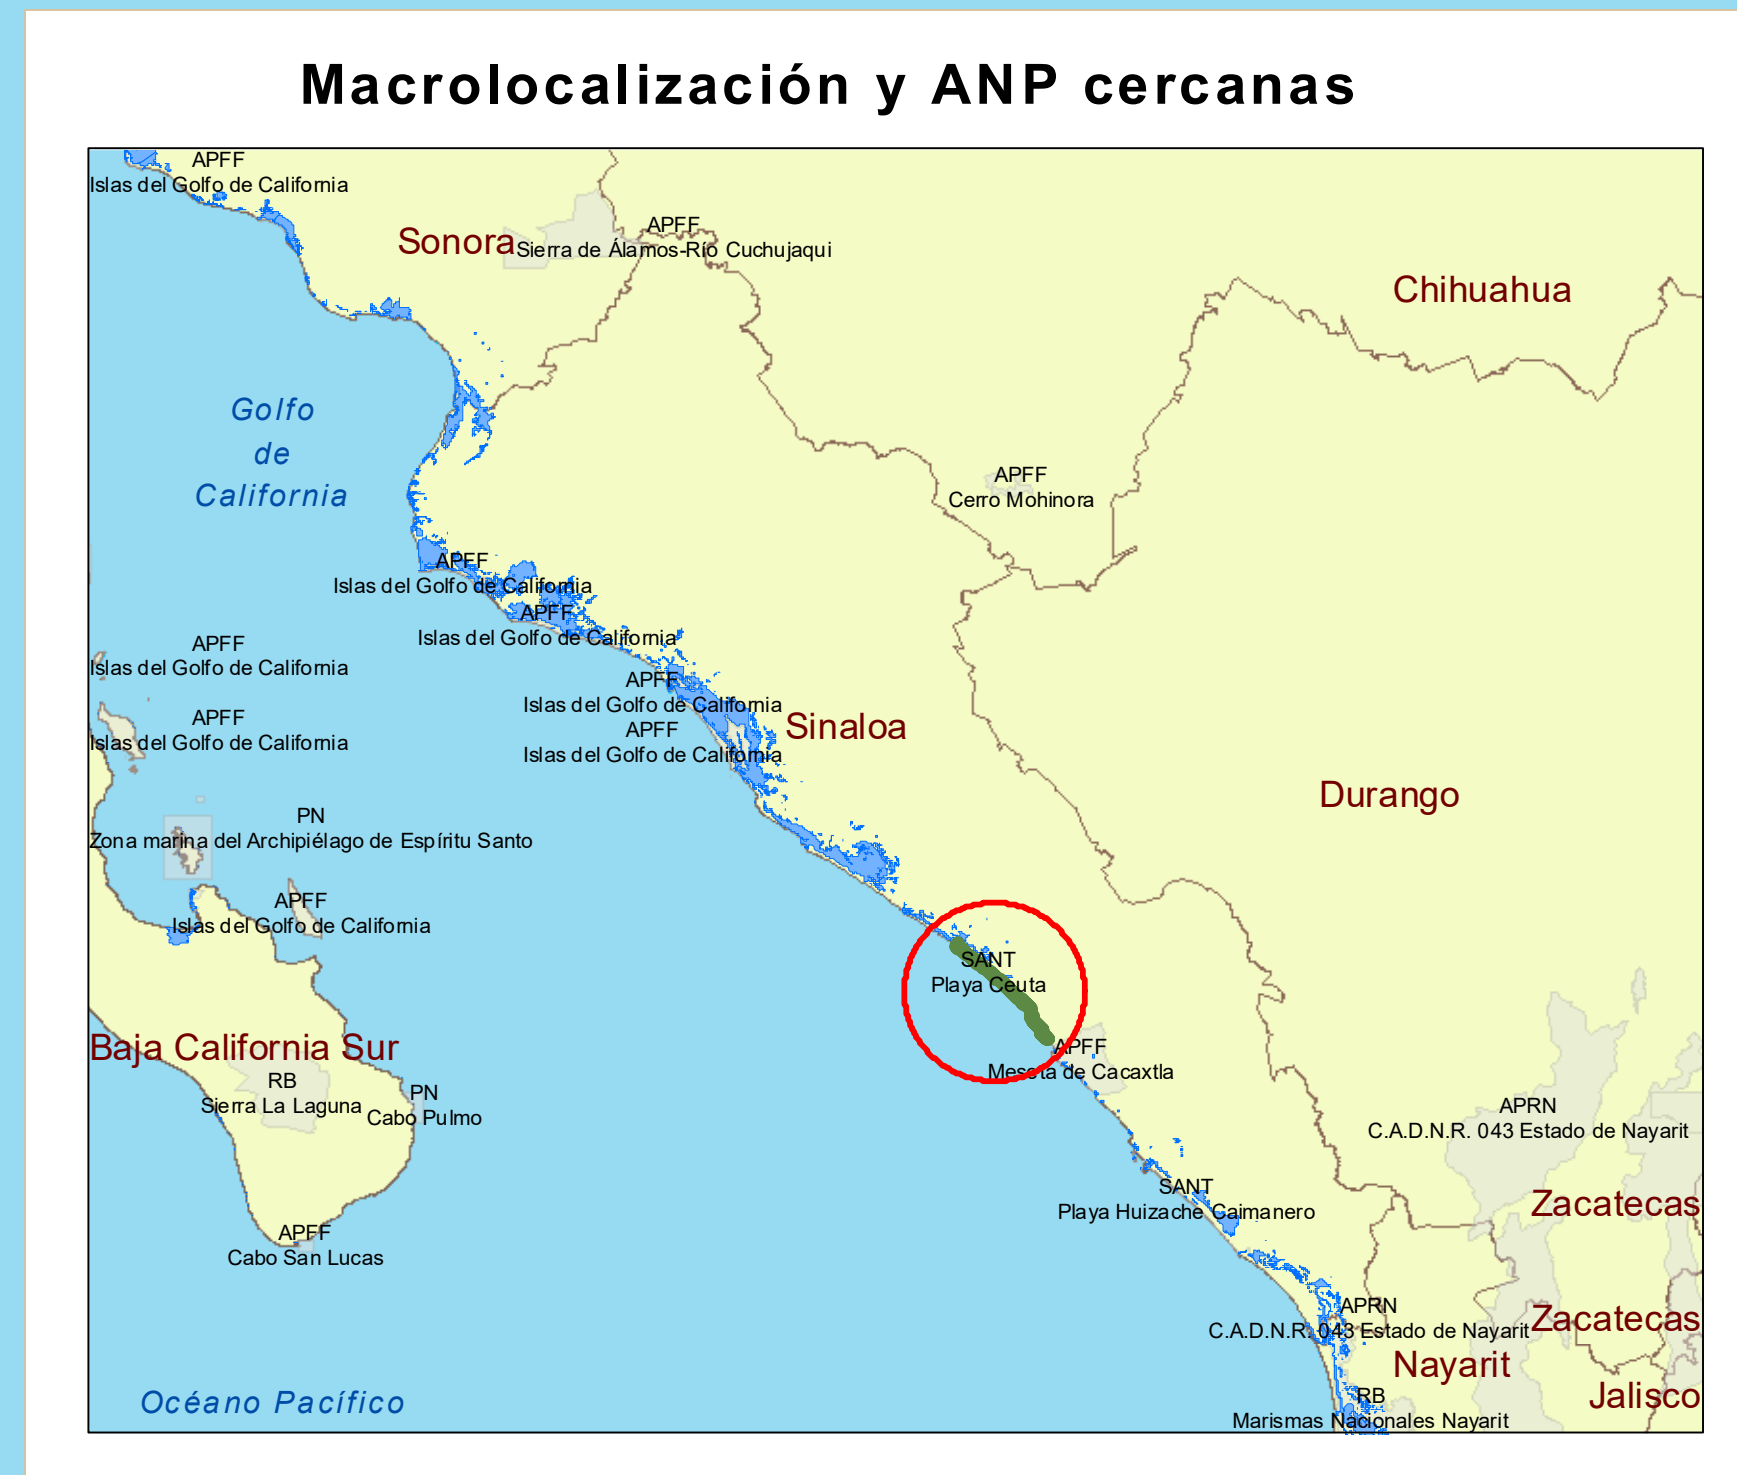 Macrolocalización y ANP cercanas
APFF
Islas del Golfo de California
Sonora
APFF
Sierra de Álamos-Río Cuchujaqui
Chihuahua
Golfo
de
California
APFF
Cerro Mohinora
APFF
Islas del Golfo de California
APFF
Islas del Golfo de California
APFF
Islas del Golfo de California
APFF
Islas del Golfo de California
APFF
Islas del Golfo de California
APFF
Islas del Golfo de California
Sinaloa
Durango
PN
Zona marina del Archipiélago de Espíritu Santo
APFF
Islas del Golfo de California
SANT
Playa Ceuta
Baja California Sur
APFF
Meseta de Cacaxtla
RB
Sierra La Laguna
PN
Cabo Pulmo
APRN
C.A.D.N.R. 043 Estado de Nayarit
SANT
Playa Huizache Caimanero
Zacatecas
APFF
Cabo San Lucas
APRN
C.A.D.N.R. 043 Estado de Nayarit
Zacatecas
Nayarit
Jalisco
RB
Marismas Nacionales Nayarit
Océano Pacífico